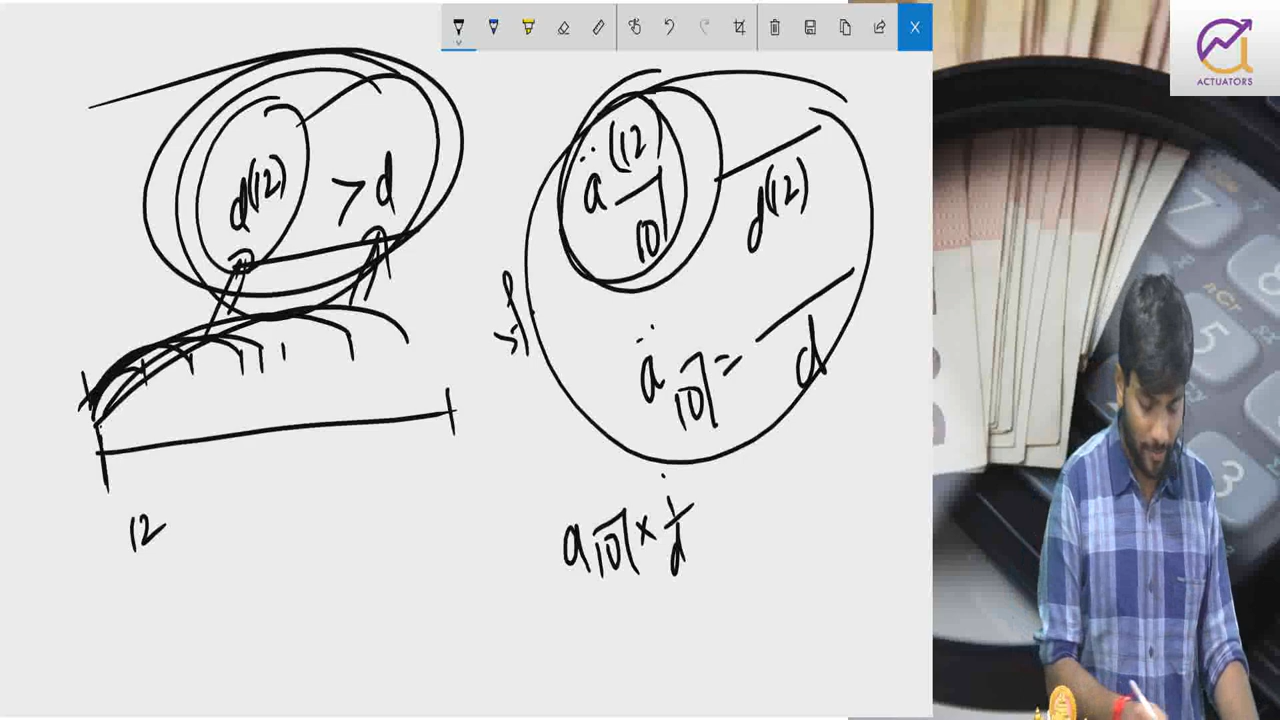 d(12) > d
12
ä(12) 10
d(12)
ä10 =
d
a10 × 1/d
ACTUATORS